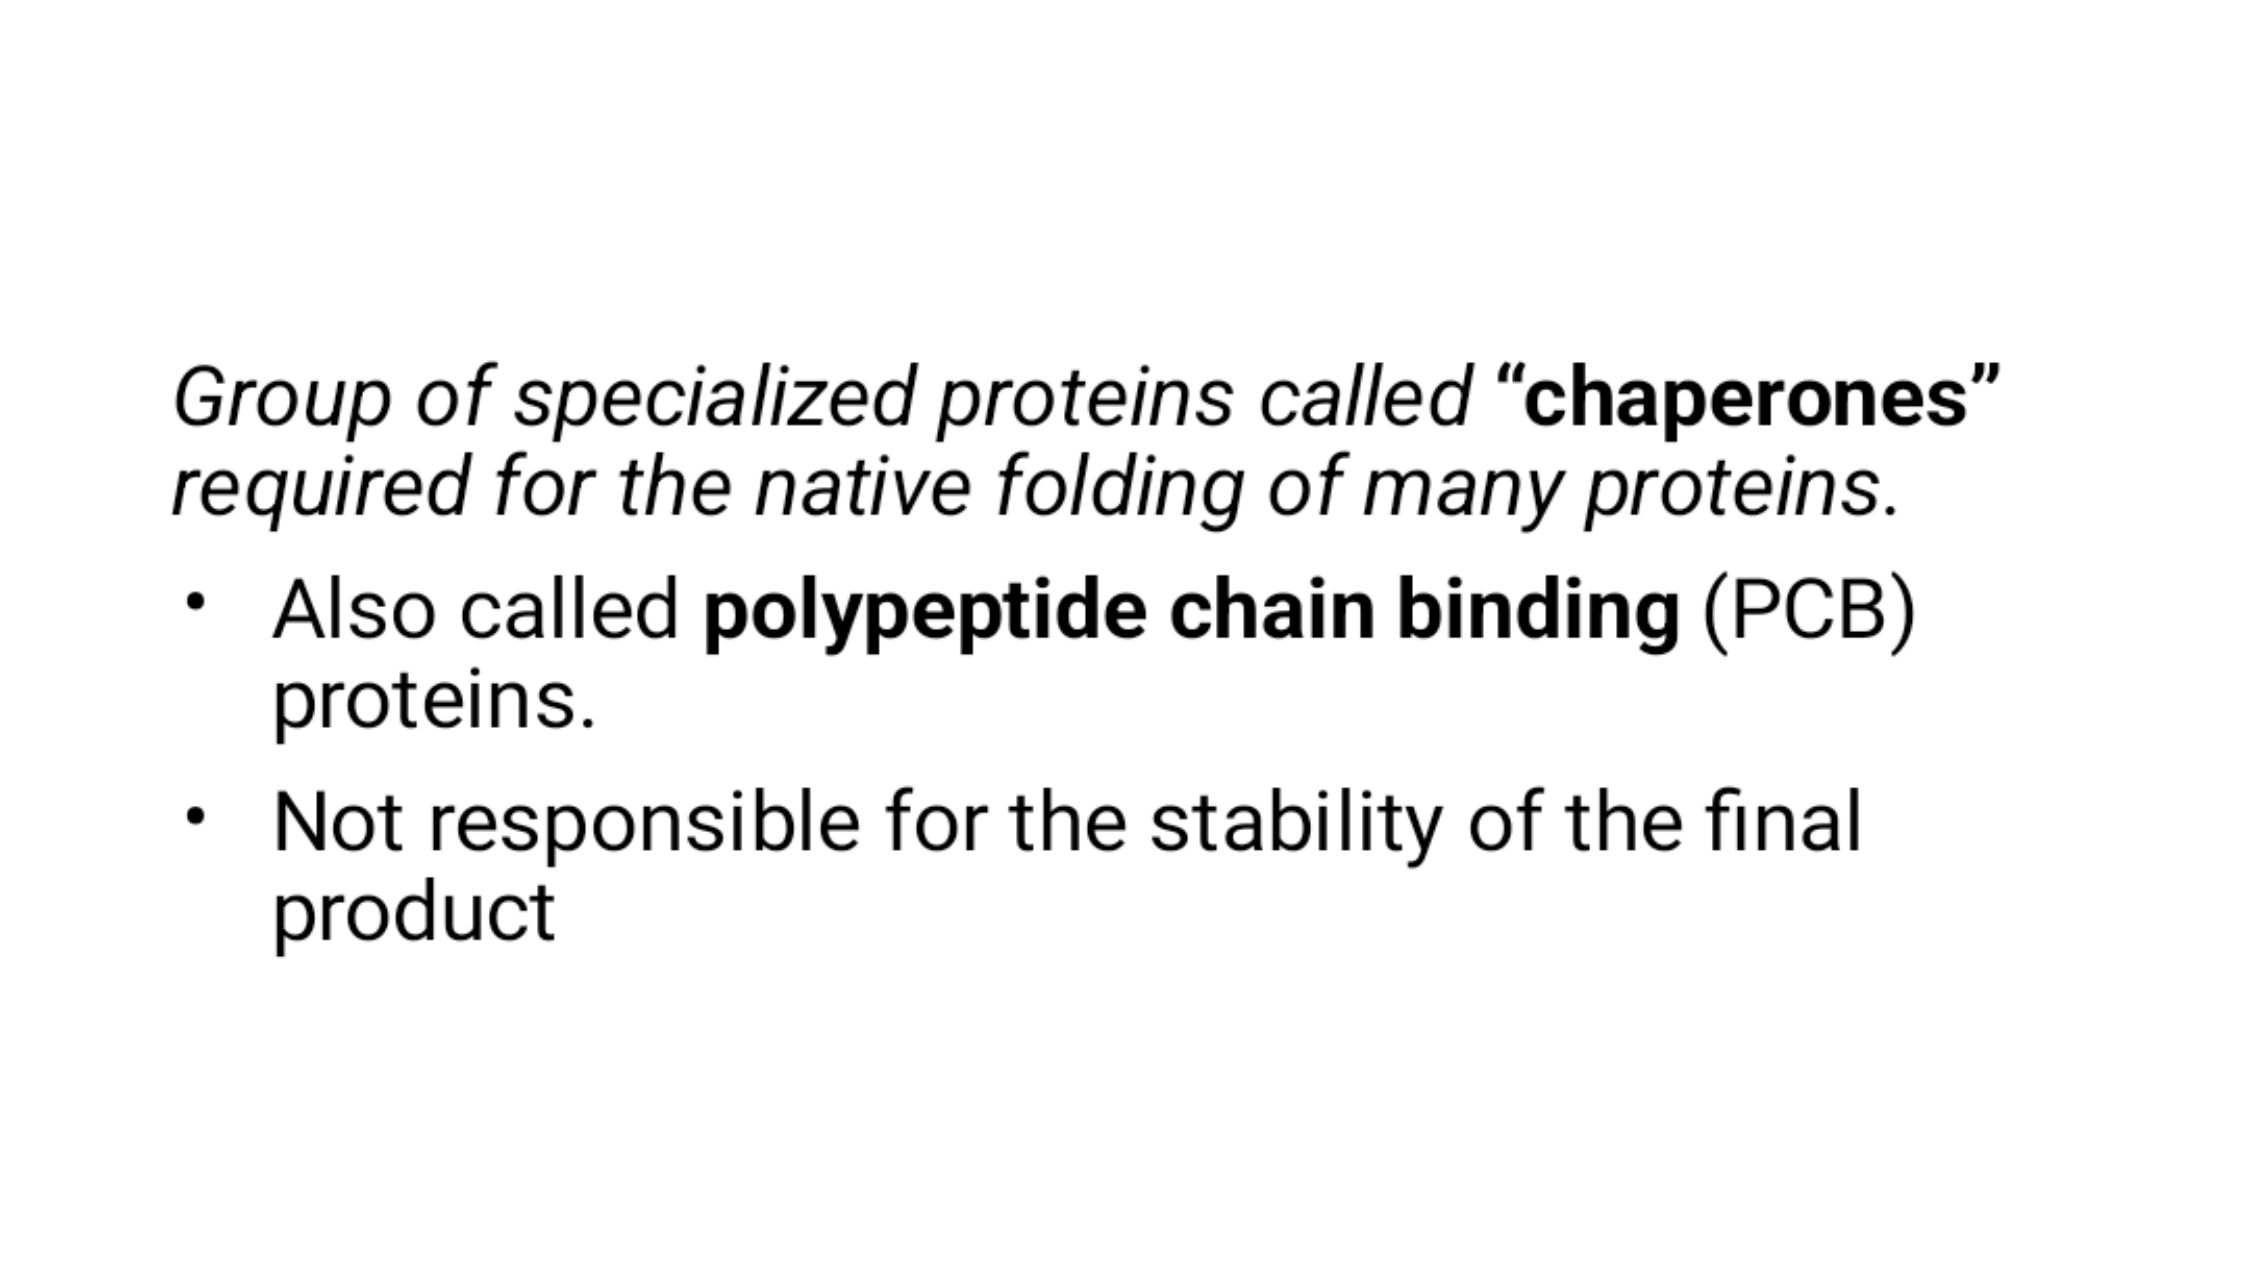 Group of specialized proteins called “chaperones”
required for the native folding of many proteins.
• Also called polypeptide chain binding (PCB)
proteins.
• Not responsible for the stability of the final
product